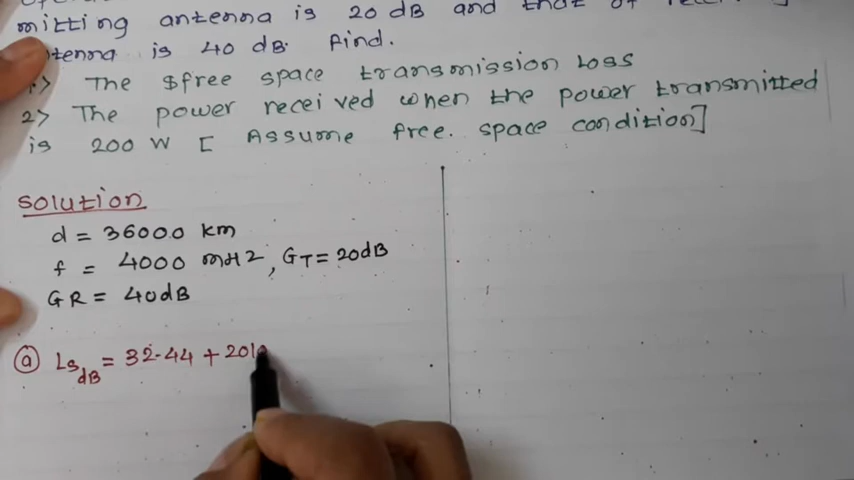 mitting antenna is 20 dB and that of
ntenna is 40 dB. Find.
1> The free space transmission Loss
2> The power received when the power transmitted
is 200 W [ Assume free. space condition]
Solution
d = 36000 km
f = 4000 MHz, GT = 20dB
GR = 40dB
(a) LsdB = 32.44 + 20l